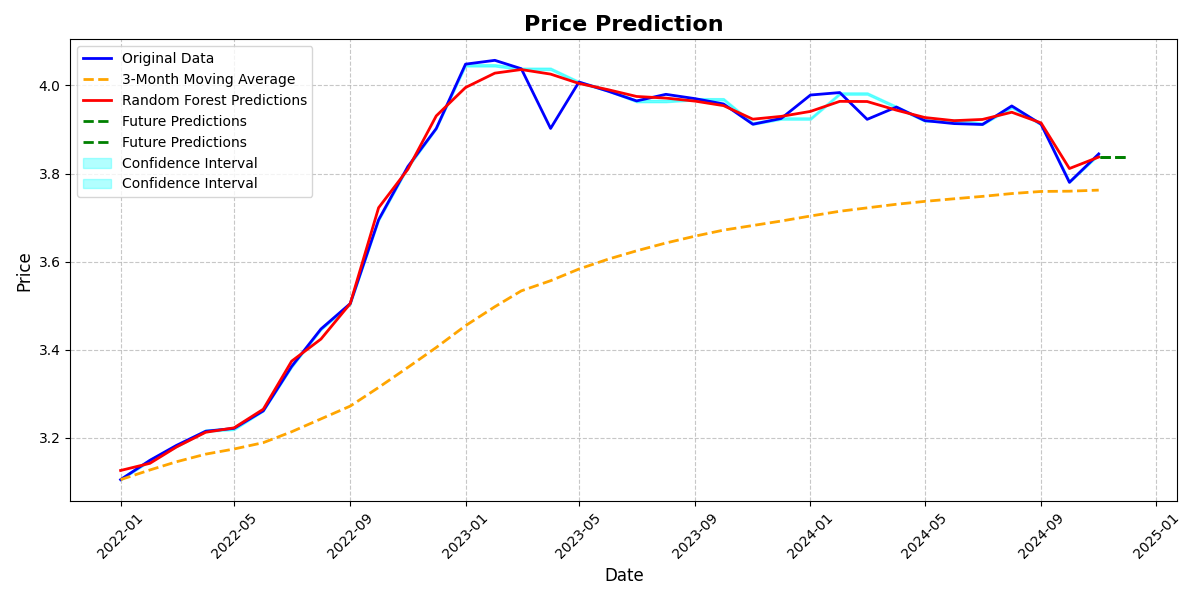 Price Prediction
Original Data
3-Month Moving Average
Random Forest Predictions
Future Predictions
Future Predictions
Confidence Interval
Confidence Interval
4.0
3.8
3.6
3.4
3.2
Price
2022-01
2022-05
2022-09
2023-01
2023-05
2023-09
2024-01
2024-05
2024-09
2025-01
Date